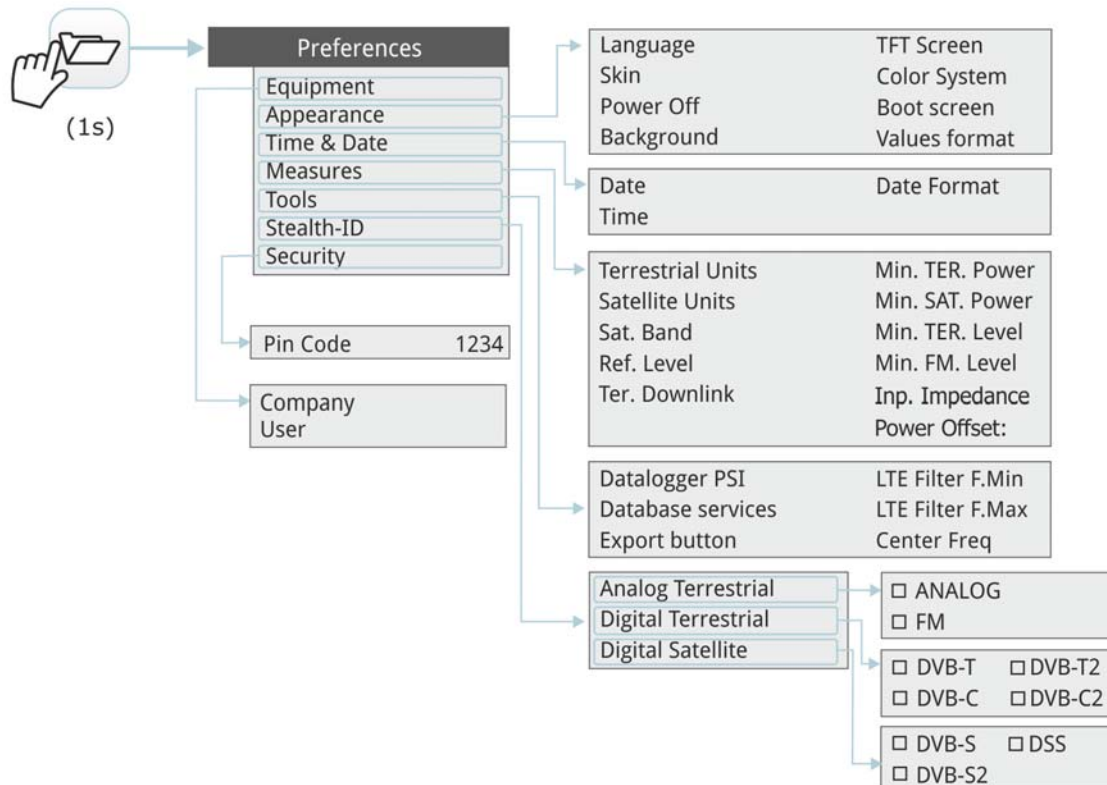 (1s)
Preferences
Equipment
Appearance
Time & Date
Measures
Tools
Stealth-ID
Security
Pin Code 1234
Company
User
Language TFT Screen
Skin Color System
Power Off Boot screen
Background Values format
Date Date Format
Time
Terrestrial Units Min. TER. Power
Satellite Units Min. SAT. Power
Sat. Band Min. TER. Level
Ref. Level Min. FM. Level
Ter. Downlink Inp. Impedance
Power Offset:
Datalogger PSI LTE Filter F.Min
Database services LTE Filter F.Max
Export button Center Freq
Analog Terrestrial
Digital Terrestrial
Digital Satellite
☐ ANALOG
☐ FM
☐ DVB-T ☐ DVB-T2
☐ DVB-C ☐ DVB-C2
☐ DVB-S ☐ DSS
☐ DVB-S2